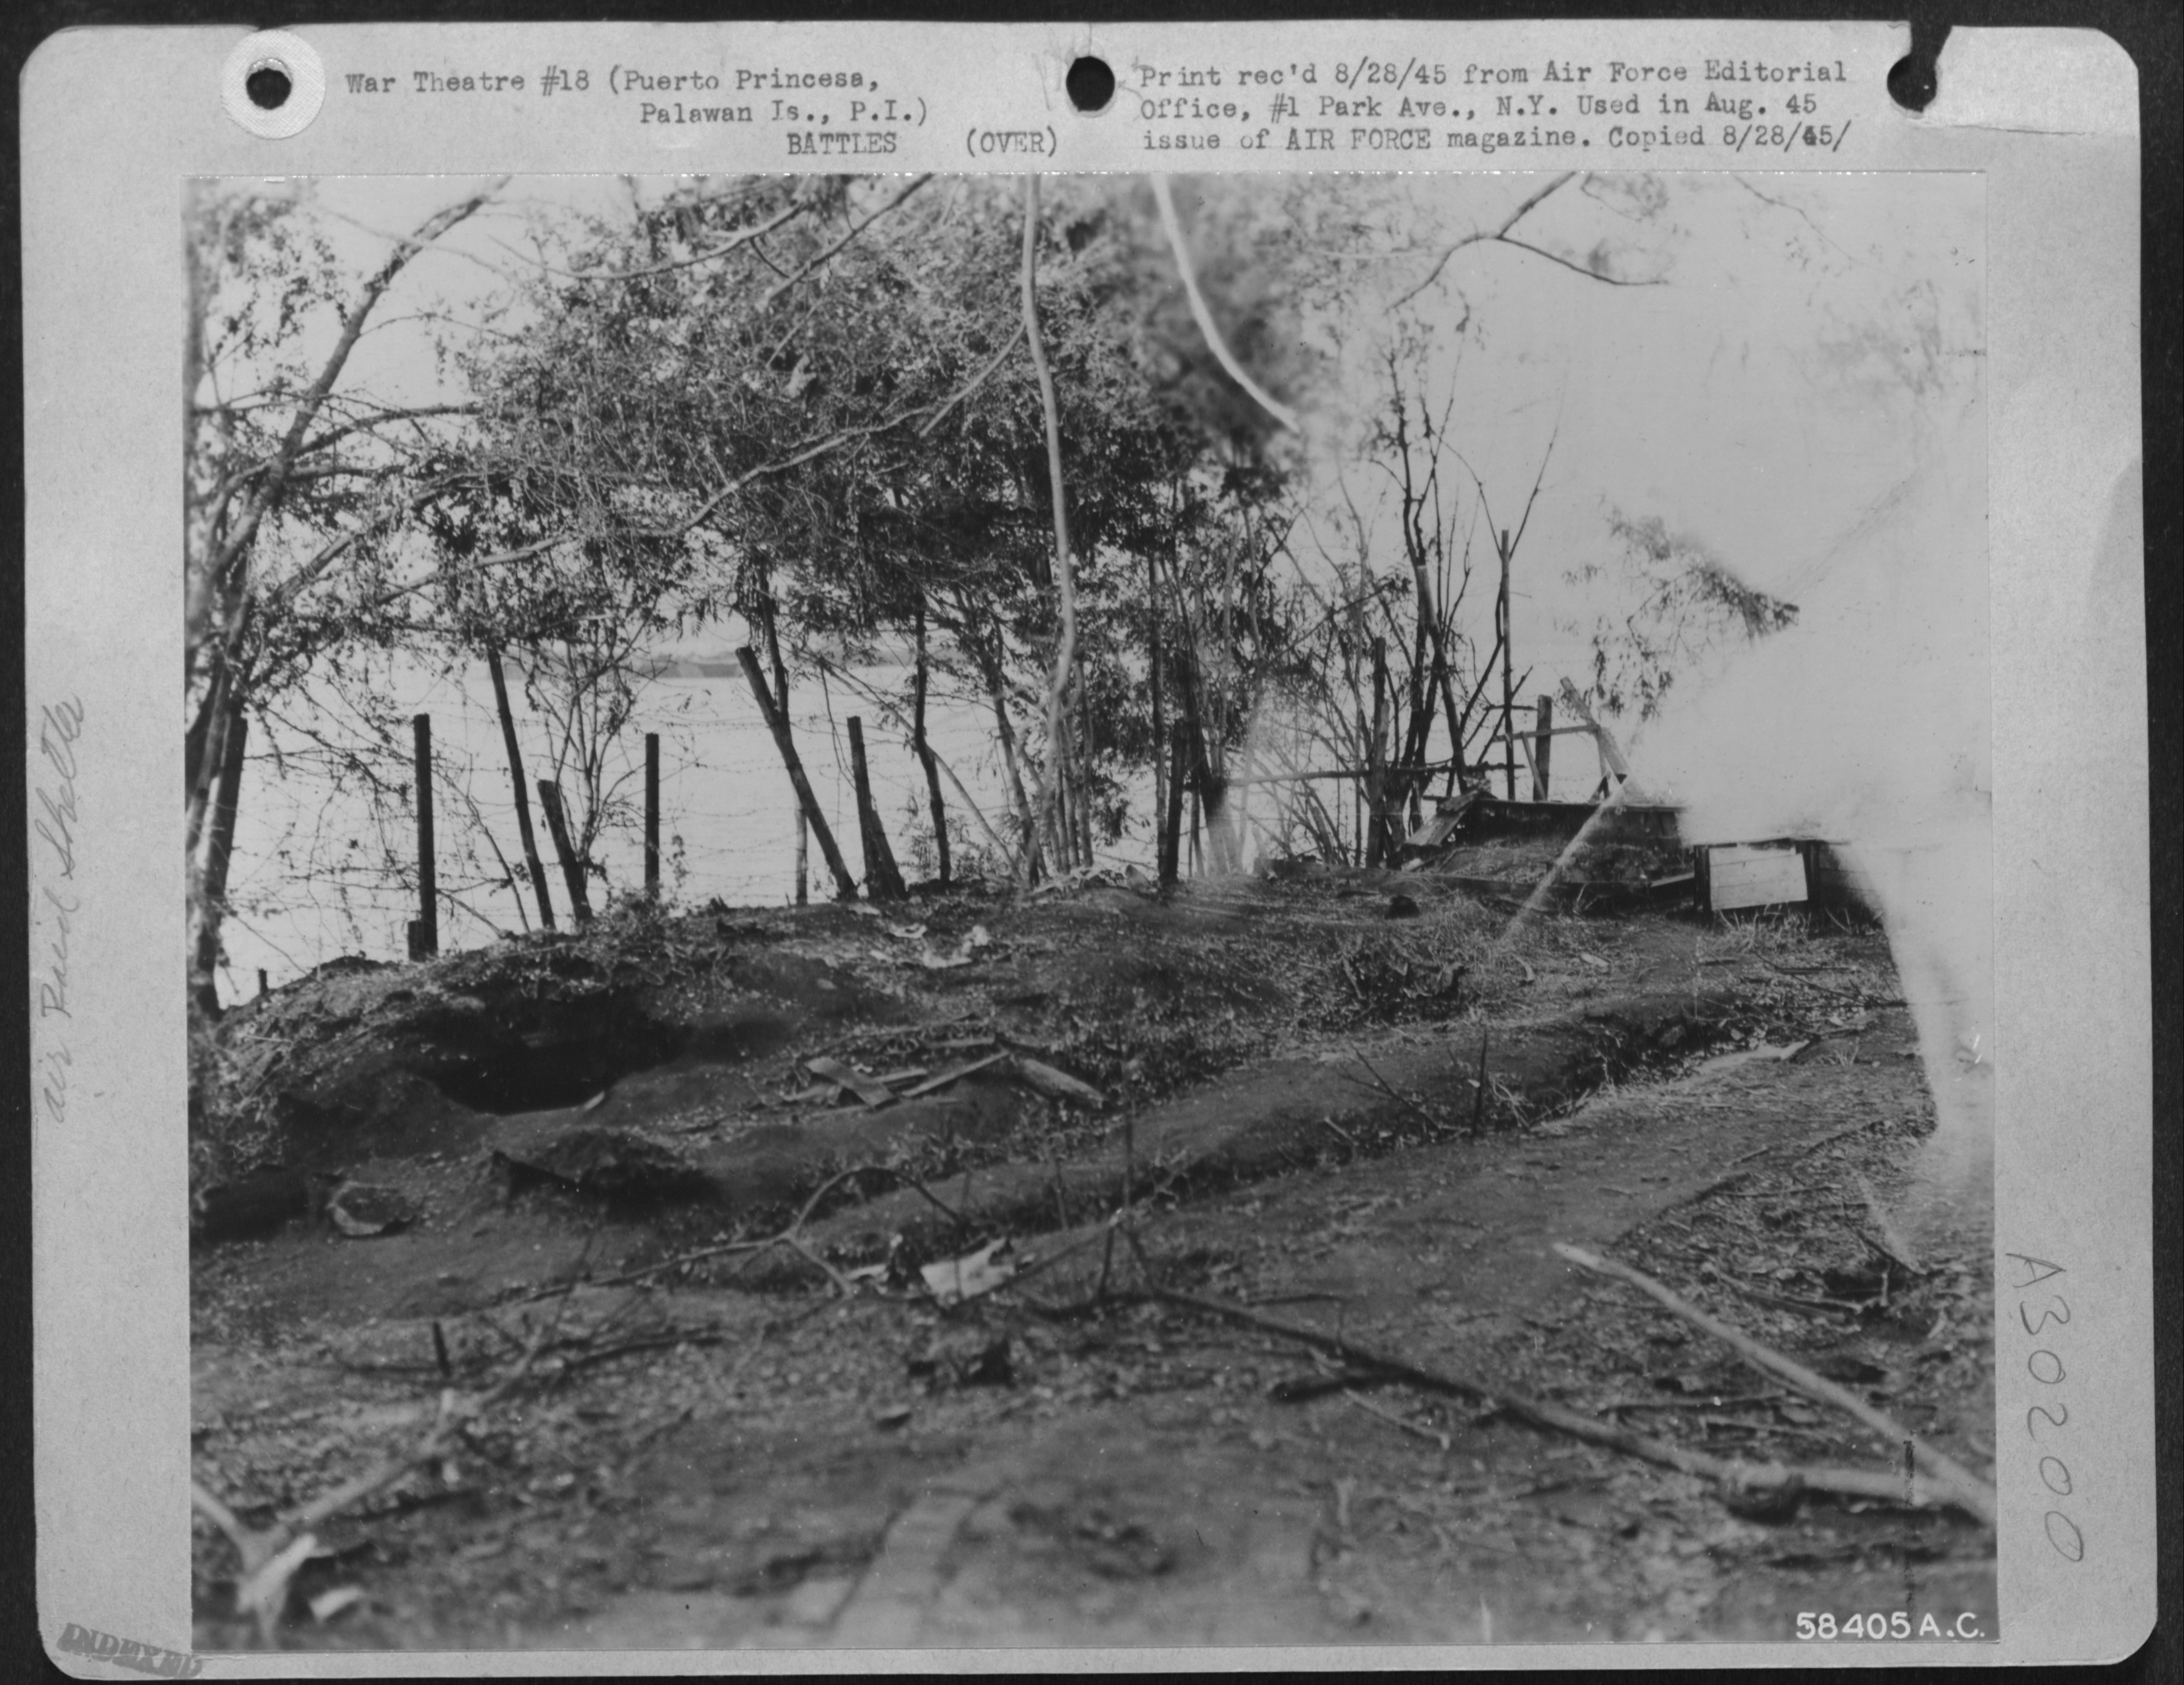 War Theatre #18 (Puerto Princesa,
Palawan Is., P.I.)
BATTLES (OVER)
Print rec'd 8/28/45 from Air Force Editorial
Office, #1 Park Ave., N.Y. Used in Aug. 45
issue of AIR FORCE magazine. Copied 8/28/45/
air Raid Shelter
A30200
58405 A.C.
INDEXED